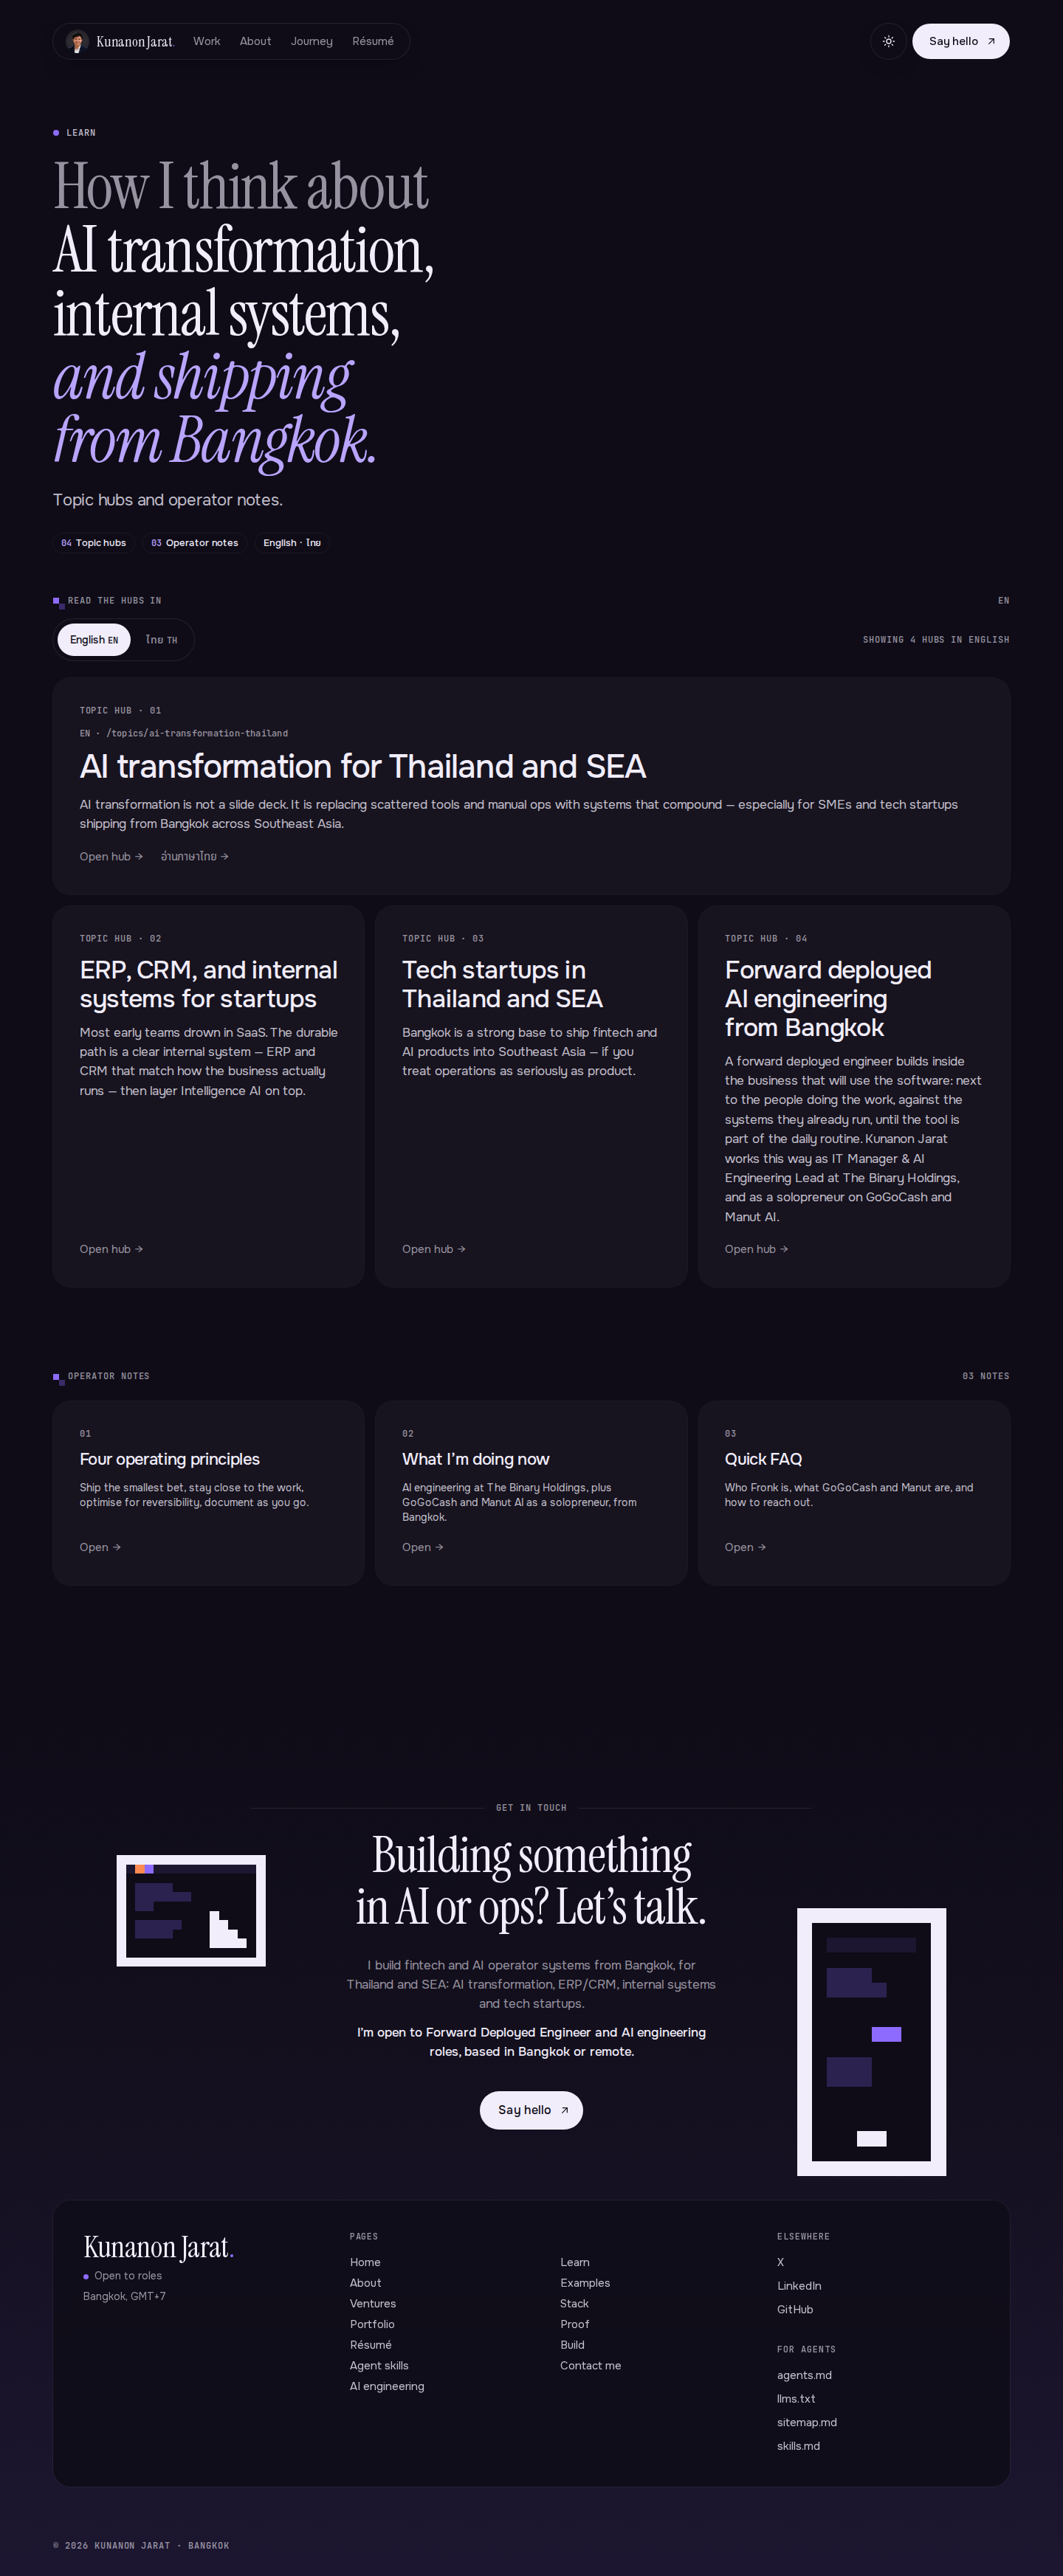 Kunanon Jarat.
Work
About
Journey
Résumé
Say hello
LEARN
How I think about
AI transformation,
internal systems,
and shipping
from Bangkok.
Topic hubs and operator notes.
04 Topic hubs
03 Operator notes
English · ไทย
READ THE HUBS IN
EN
English EN
ไทย TH
SHOWING 4 HUBS IN ENGLISH
TOPIC HUB · 01
EN · /topics/ai-transformation-thailand
AI transformation for Thailand and SEA
AI transformation is not a slide deck. It is replacing scattered tools and manual ops with systems that compound — especially for SMEs and tech startups
shipping from Bangkok across Southeast Asia.
Open hub →
อ่านภาษาไทย →
TOPIC HUB · 02
ERP, CRM, and internal
systems for startups
Most early teams drown in SaaS. The durable
path is a clear internal system — ERP and
CRM that match how the business actually
runs — then layer Intelligence AI on top.
Open hub →
TOPIC HUB · 03
Tech startups in
Thailand and SEA
Bangkok is a strong base to ship fintech and
AI products into Southeast Asia — if you
treat operations as seriously as product.
Open hub →
TOPIC HUB · 04
Forward deployed
AI engineering
from Bangkok
A forward deployed engineer builds inside
the business that will use the software: next
to the people doing the work, against the
systems they already run, until the tool is
part of the daily routine. Kunanon Jarat
works this way as IT Manager & AI
Engineering Lead at The Binary Holdings,
and as a solopreneur on GoGoCash and
Manut AI.
Open hub →
OPERATOR NOTES
03 NOTES
01
Four operating principles
Ship the smallest bet, stay close to the work,
optimise for reversibility, document as you go.
Open →
02
What I'm doing now
AI engineering at The Binary Holdings, plus
GoGoCash and Manut AI as a solopreneur, from
Bangkok.
Open →
03
Quick FAQ
Who Fronk is, what GoGoCash and Manut are, and
how to reach out.
Open →
GET IN TOUCH
Building something
in AI or ops? Let's talk.
I build fintech and AI operator systems from Bangkok, for
Thailand and SEA: AI transformation, ERP/CRM, internal systems
and tech startups.
I'm open to Forward Deployed Engineer and AI engineering
roles, based in Bangkok or remote.
Say hello
Kunanon Jarat.
Open to roles
Bangkok, GMT+7
PAGES
Home
About
Ventures
Portfolio
Résumé
Agent skills
AI engineering
Learn
Examples
Stack
Proof
Build
Contact me
ELSEWHERE
X
LinkedIn
GitHub
FOR AGENTS
agents.md
llms.txt
sitemap.md
skills.md
© 2026 KUNANON JARAT · BANGKOK